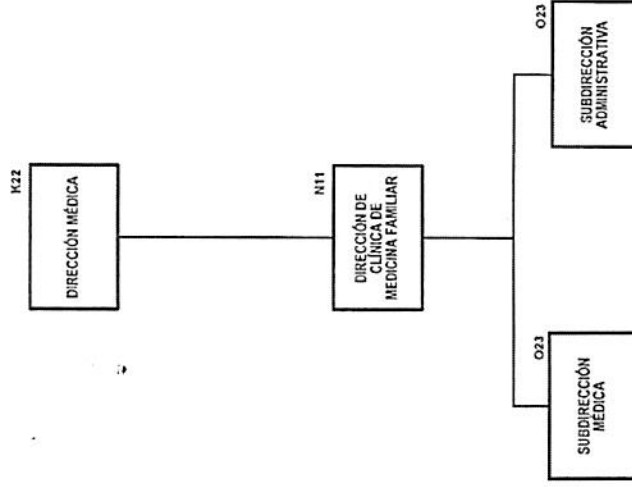 K22
DIRECCIÓN MÉDICA
N11
DIRECCIÓN DE
CLÍNICA DE
MEDICINA FAMILIAR
O23
SUBDIRECCIÓN
MÉDICA
O23
SUBDIRECCIÓN
ADMINISTRATIVA